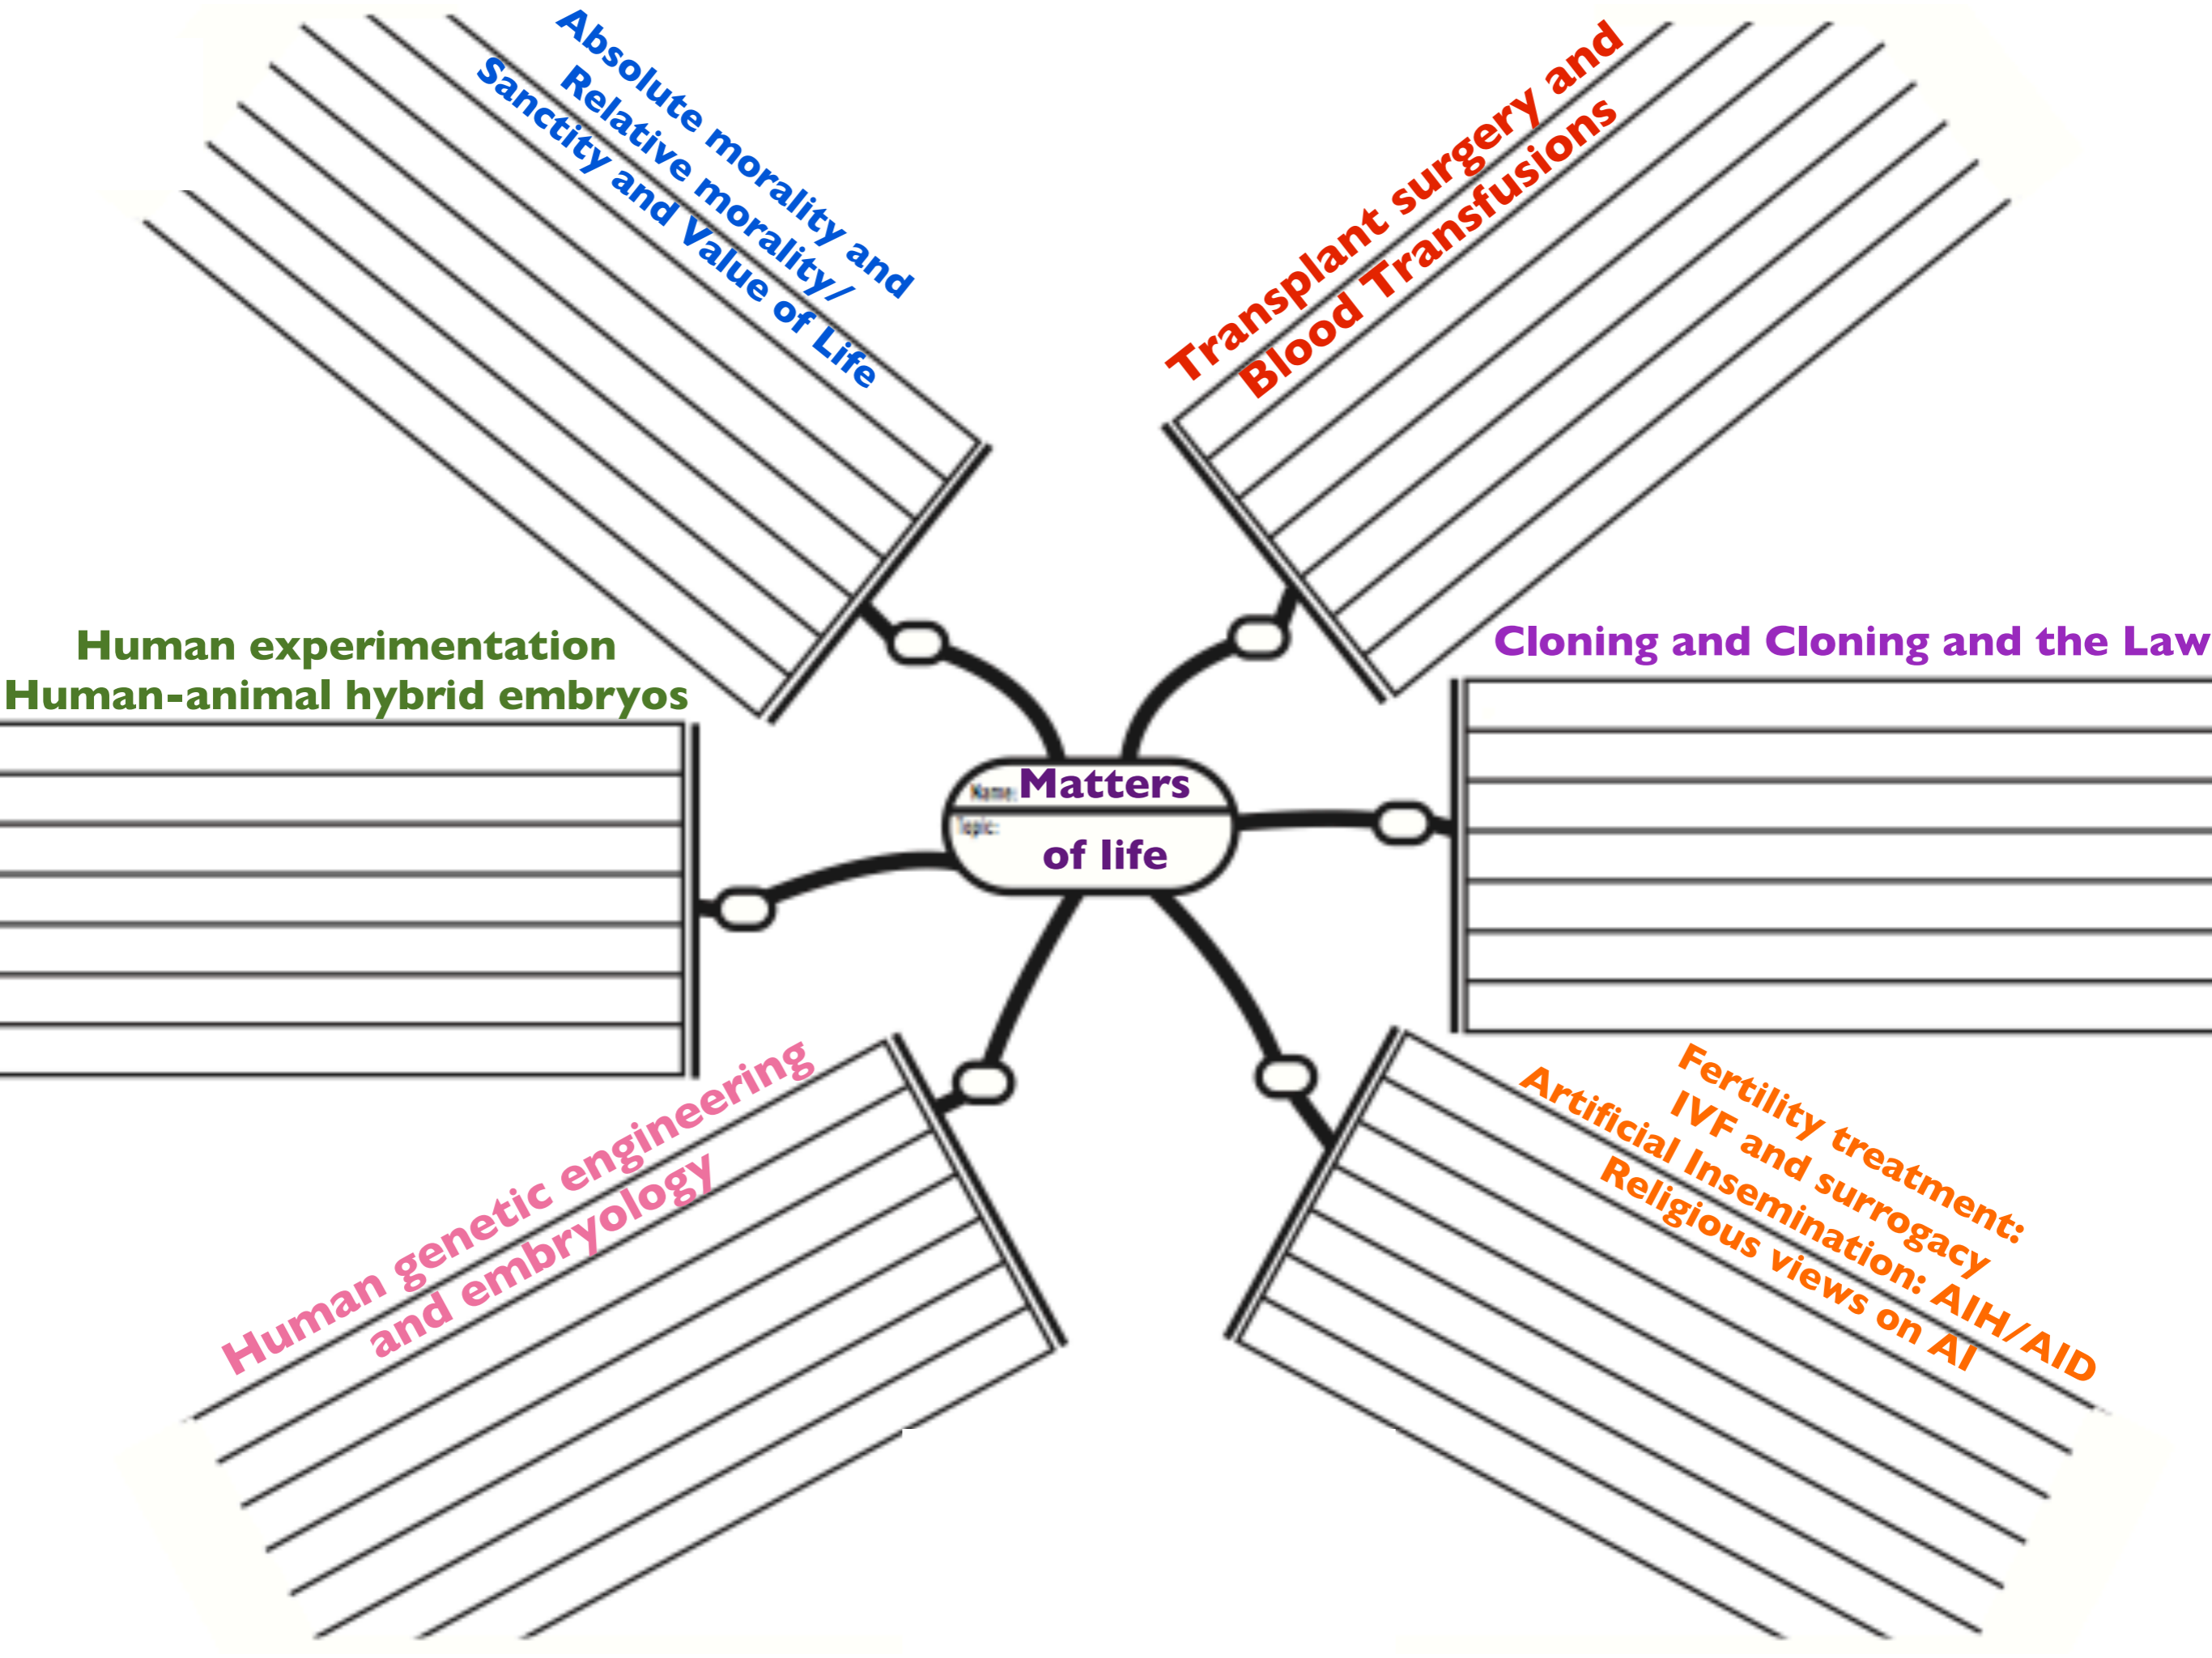 Absolute morality and
Relative morality/
Sanctity and Value of Life
Transplant surgery and
Blood Transfusions
Human experimentation
Human-animal hybrid embryos
Cloning and Cloning and the Law
Name: Matters
Topic:
of life
Human genetic engineering
and embryology
Fertility treatment:
IVF and surrogacy
Artificial Insemination: AIH/AID
Religious views on AI